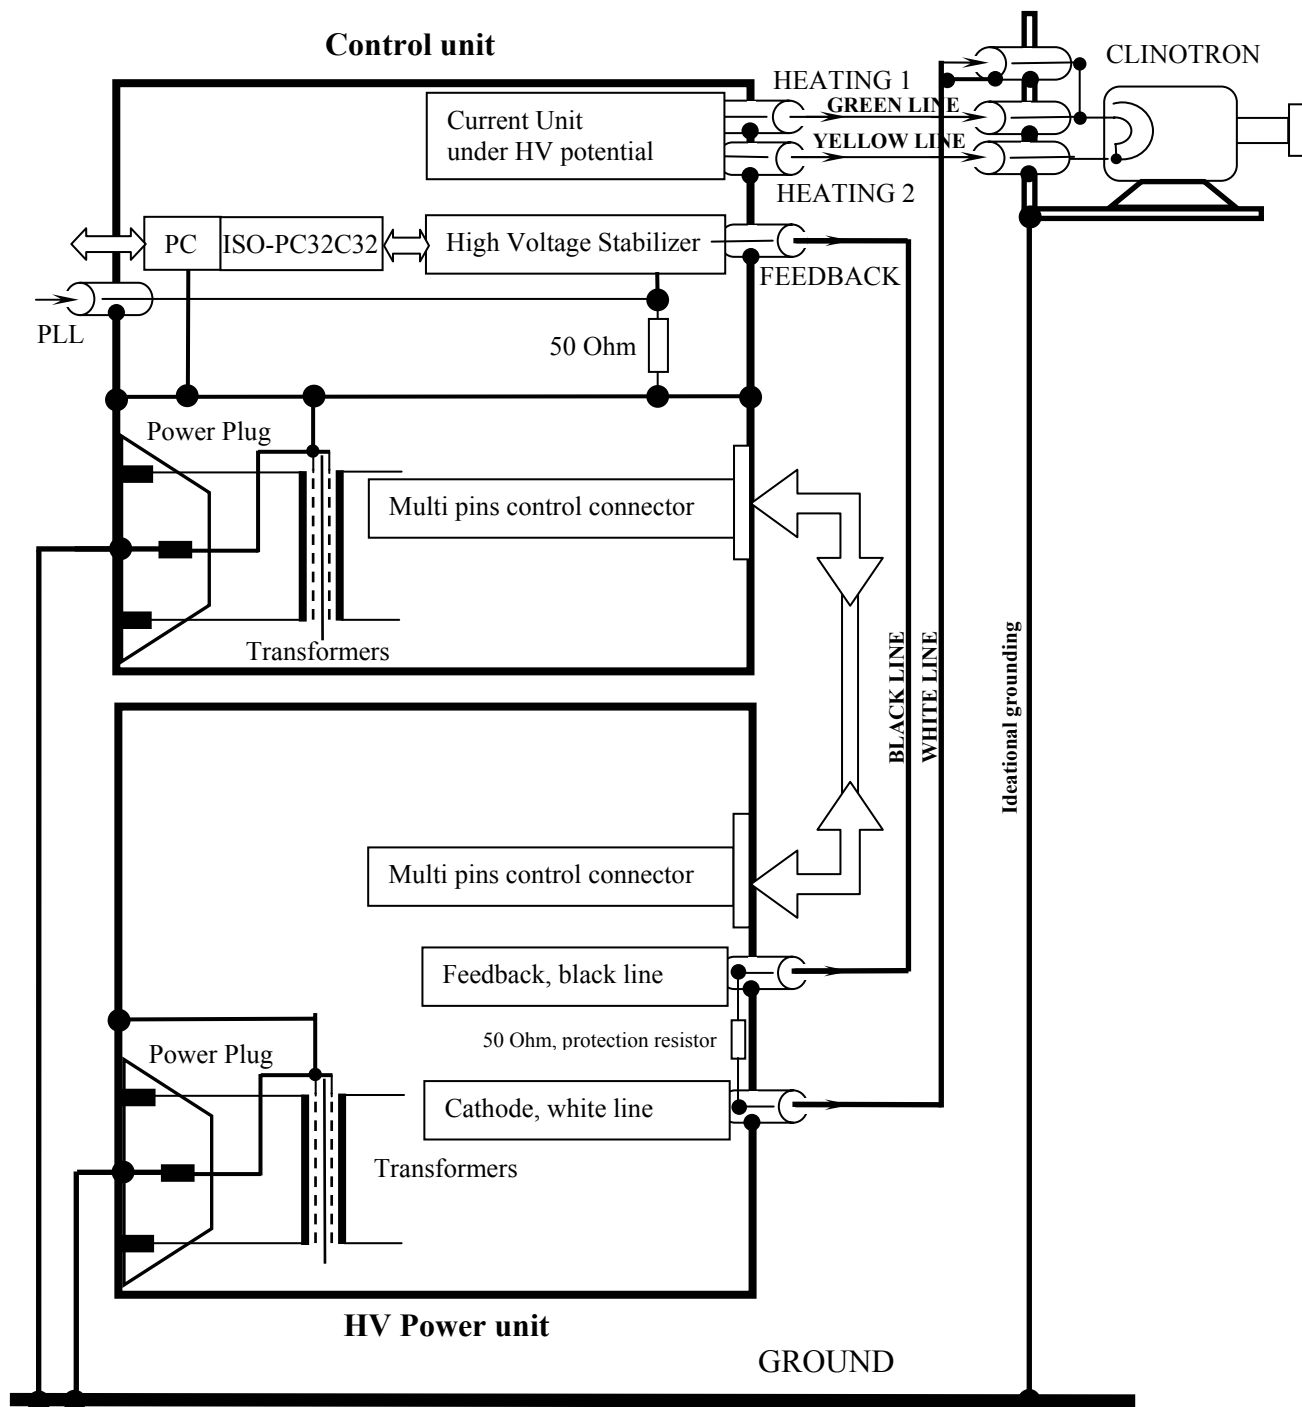 Control unit
CLINOTRON
HEATING 1
GREEN LINE
Current Unit
under HV potential
YELLOW LINE
HEATING 2
PC
ISO-PC32C32
High Voltage Stabilizer
FEEDBACK
PLL
50 Ohm
Power Plug
Multi pins control connector
Transformers
BLACK LINE
WHITE LINE
Ideational grounding
Multi pins control connector
Feedback, black line
50 Ohm, protection resistor
Power Plug
Cathode, white line
Transformers
HV Power unit
GROUND